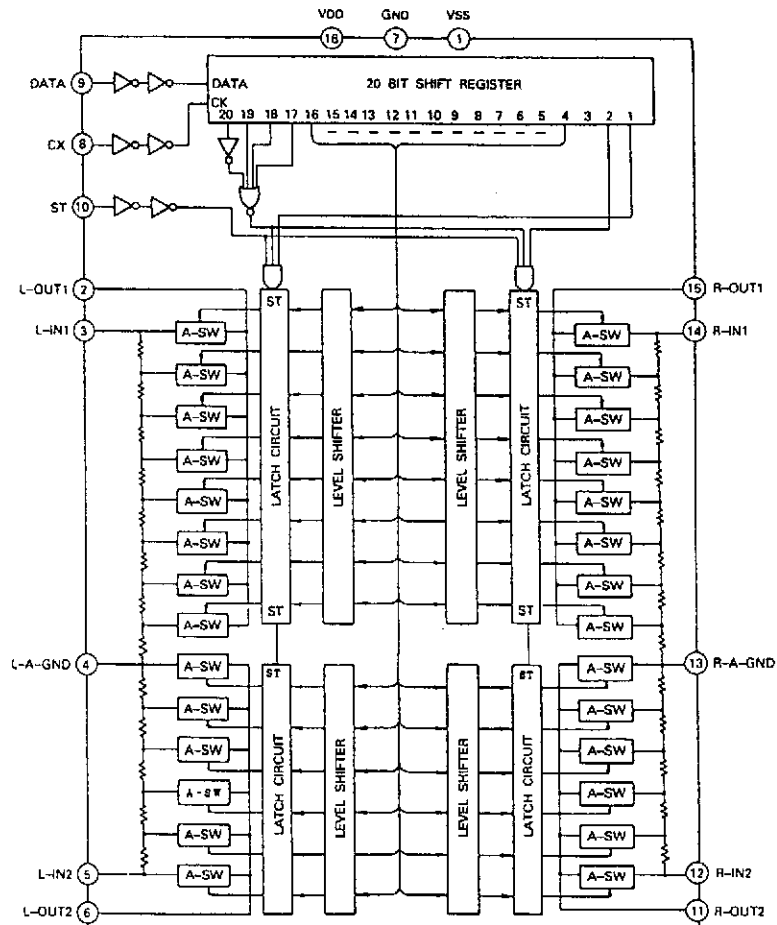 VDD GND VSS
16 7 1
DATA 9 DATA 20 BIT SHIFT REGISTER
CK
20 19 18 17 16 15 14 13 12 11 10 9 8 7 6 5 4 3 2 1
CX 8
ST 10
L-OUT1 2 15 R-OUT1
ST ST
L-IN1 3 A-SW A-SW 14 R-IN1
A-SW A-SW
A-SW A-SW
A-SW A-SW
LATCH CIRCUIT LEVEL SHIFTER LEVEL SHIFTER LATCH CIRCUIT
A-SW A-SW
A-SW A-SW
A-SW A-SW
ST ST
A-SW A-SW
L-A-GND 4 A-SW A-SW 13 R-A-GND
ST ST
A-SW A-SW
A-SW A-SW
LATCH CIRCUIT LEVEL SHIFTER LEVEL SHIFTER LATCH CIRCUIT
A-SW A-SW
A-SW A-SW
L-IN2 5 A-SW A-SW 12 R-IN2
L-OUT2 6 11 R-OUT2